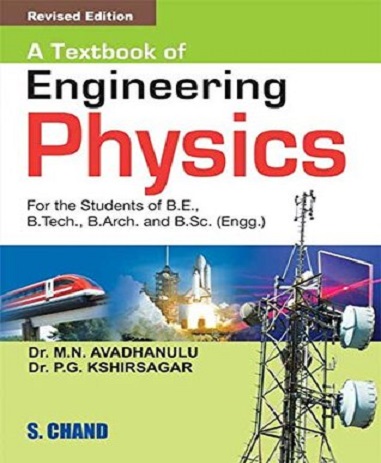 Revised Edition
A Textbook of
Engineering
Physics
For the Students of B.E.,
B.Tech., B.Arch. and B.Sc. (Engg.)
Dr. M.N. AVADHANULU
Dr. P.G. KSHIRSAGAR
S. CHAND